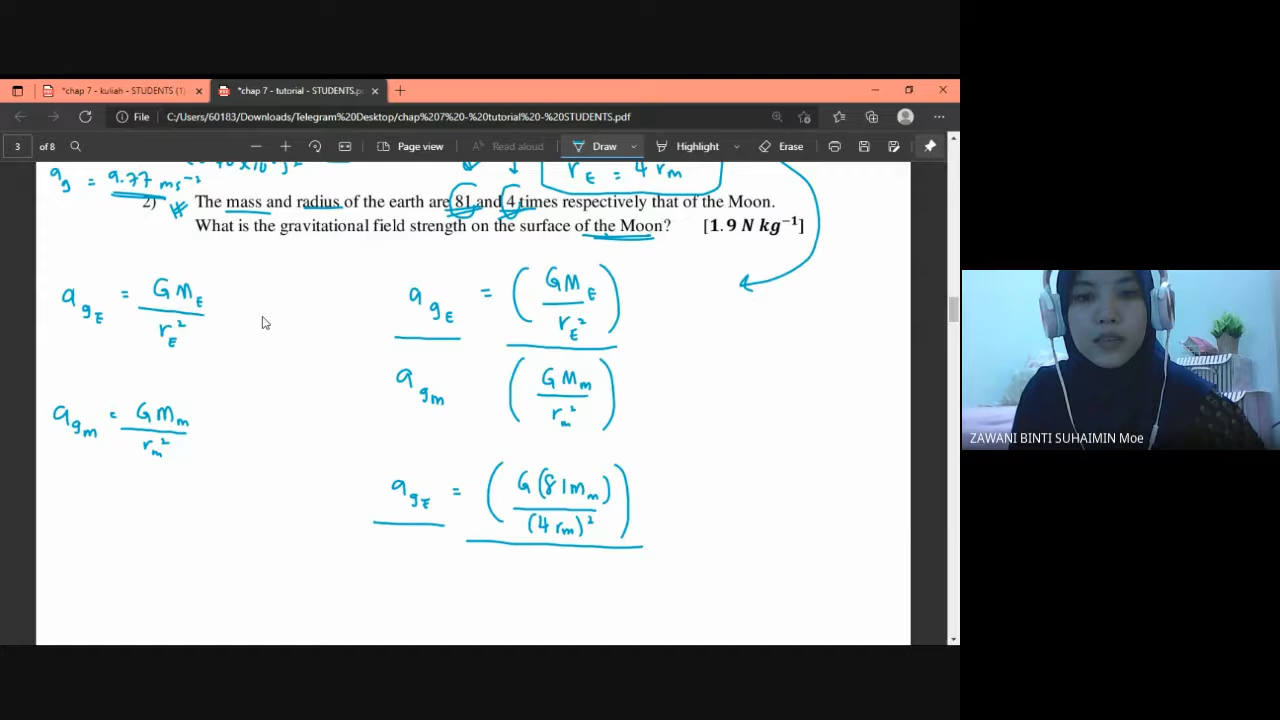 *chap 7 - kuliah - STUDENTS (1)
*chap 7 - tutorial - STUDENTS.p
File C:/Users/60183/Downloads/Telegram%20Desktop/chap%207%20-%20tutorial%20-%20STUDENTS.pdf
3 of 8 Page view Read aloud Draw Highlight Erase
r_E = 4 r_m
a_g = 9.77 ms⁻²
2) The mass and radius of the earth are 81 and 4 times respectively that of the Moon.
What is the gravitational field strength on the surface of the Moon? [1.9 N kg⁻¹]
a_gE = GM_E
r_E²
a_gm = GM_m
r_m²
a_gE = (GM_E
r_E²)
a_gm (GM_m
r_m²)
a_gE = (G(81M_m)
(4r_m)²)
ZAWANI BINTI SUHAIMIN Moe